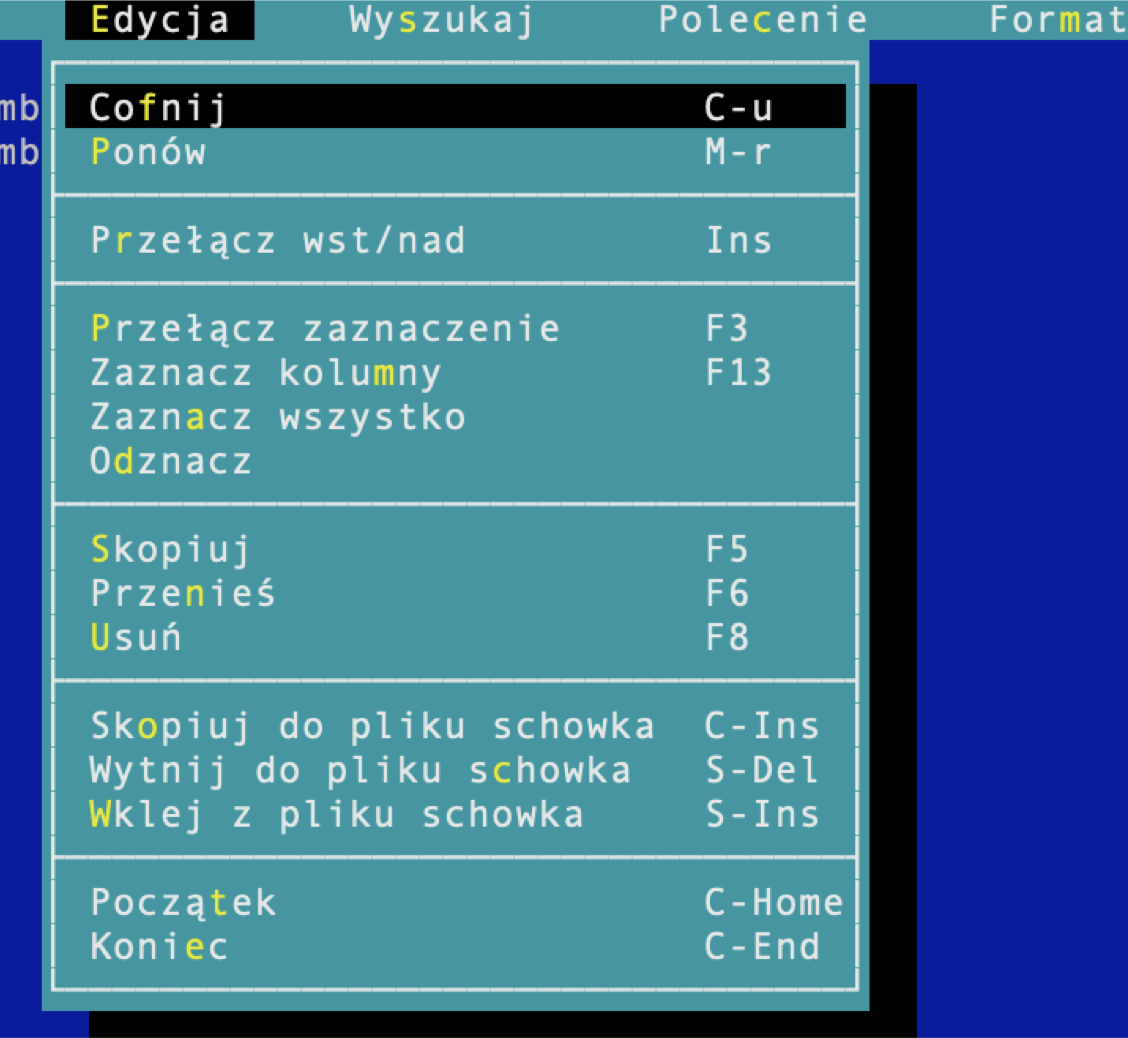 Edycja Wyszukaj Polecenie Format
mb Cofnij C-u
mb Ponów M-r
Przełącz wst/nad Ins
Przełącz zaznaczenie F3
Zaznacz kolumny F13
Zaznacz wszystko
Odznacz
Skopiuj F5
Przenieś F6
Usuń F8
Skopiuj do pliku schowka C-Ins
Wytnij do pliku schowka S-Del
Wklej z pliku schowka S-Ins
Początek C-Home
Koniec C-End